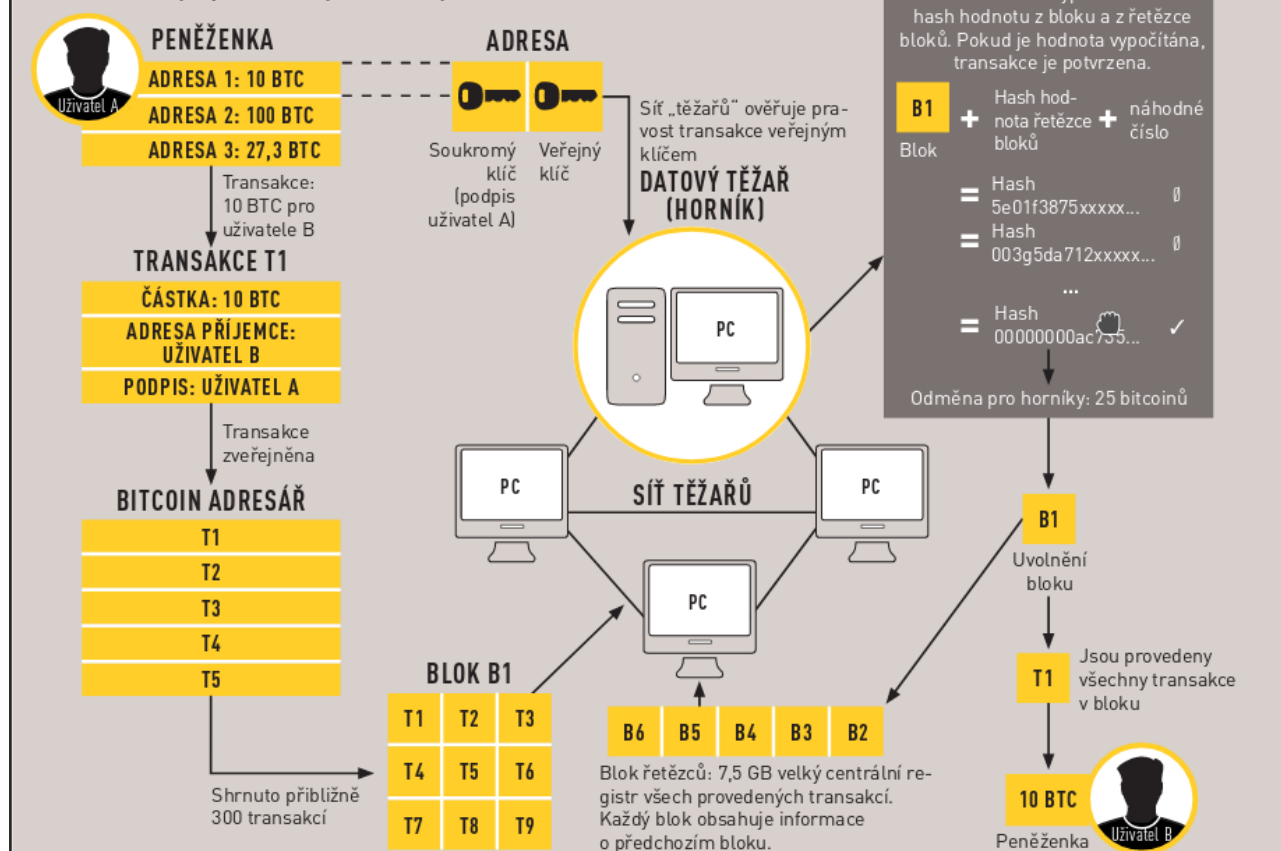 PENĚŽENKA
Uživatel A
ADRESA 1: 10 BTC
ADRESA 2: 100 BTC
ADRESA 3: 27,3 BTC
Transakce:
10 BTC pro
uživatele B
TRANSAKCE T1
ČÁSTKA: 10 BTC
ADRESA PŘÍJEMCE:
UŽIVATEL B
PODPIS: UŽIVATEL A
Transakce
zveřejněna
BITCOIN ADRESÁŘ
T1
T2
T3
T4
T5
Shrnuto přibližně
300 transakcí
ADRESA
Soukromý
klíč
(podpis
uživatel A)
Veřejný
klíč
Síť „těžařů“ ověřuje pra-
vost transakce veřejným
klíčem
DATOVÝ TĚŽAŘ
(HORNÍK)
PC
PC
SÍŤ TĚŽAŘŮ
PC
PC
BLOK B1
T1 T2 T3
T4 T5 T6
T7 T8 T9
B6 B5 B4 B3 B2
Blok řetězců: 7,5 GB velký centrální re-
gistr všech provedených transakcí.
Každý blok obsahuje informace
o předchozím bloku.
hash hodnotu z bloku a z řetězce
bloků. Pokud je hodnota vypočítána,
transakce je potvrzena.
B1
Blok
+
Hash hod-
nota řetězce
bloků
+
náhodné
číslo
= Hash
5e01f3875xxxxx... ∅
= Hash
003g5da712xxxxx... ∅
...
= Hash
00000000ac735... ✓
Odměna pro horníky: 25 bitcoinů
B1
Uvolnění
bloku
T1
Jsou provedeny
všechny transakce
v bloku
10 BTC
Peněženka
Uživatel B